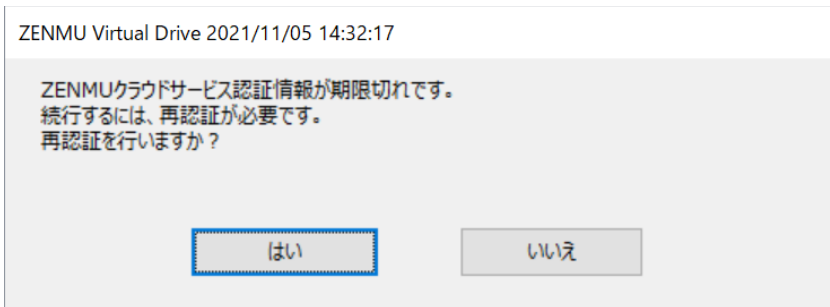 ZENMU Virtual Drive 2021/11/05 14:32:17
ZENMUクラウドサービス認証情報が期限切れです。
続行するには、再認証が必要です。
再認証を行いますか？
はい
いいえ